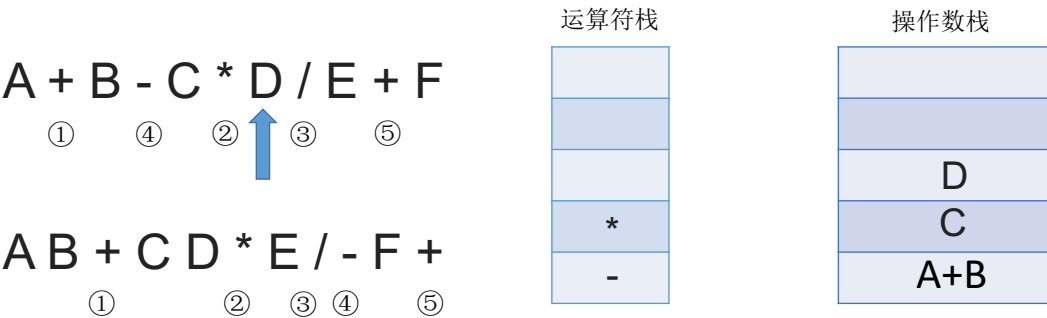 A + B - C * D / E + F
① ④ ② ③ ⑤
A B + C D * E / - F +
① ② ③ ④ ⑤
运算符栈
*
-
操作数栈
D
C
A+B